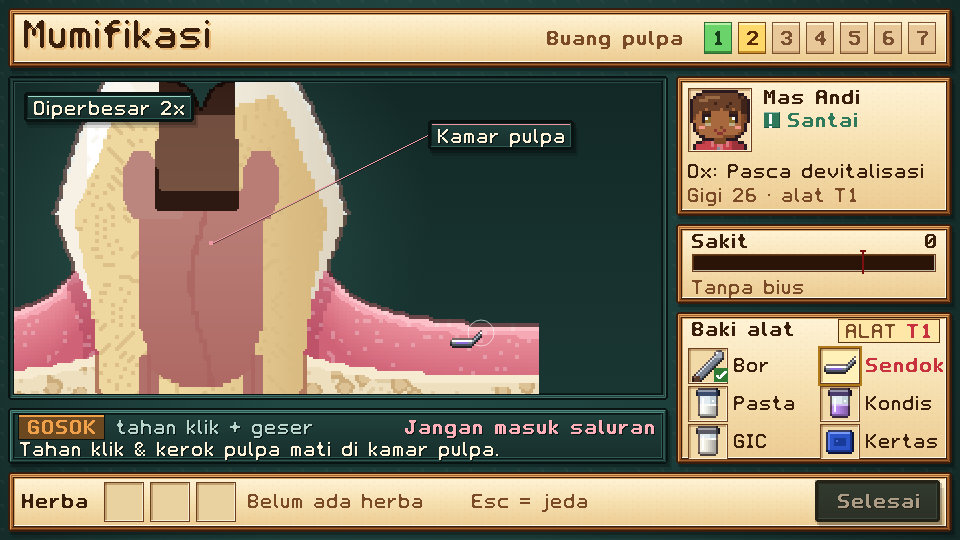 Mumifikasi
Buang pulpa
1 2 3 4 5 6 7
Diperbesar 2x
Kamar pulpa
Mas Andi
Santai
Dx: Pasca devitalisasi
Gigi 26 · alat T1
Sakit 0
Tanpa bius
Baki alat ALAT T1
Bor Sendok
Pasta Kondis
GIC Kertas
GOSOK tahan klik + geser Jangan masuk saluran
Tahan klik & kerok pulpa mati di kamar pulpa.
Herba Belum ada herba Esc = jeda Selesai